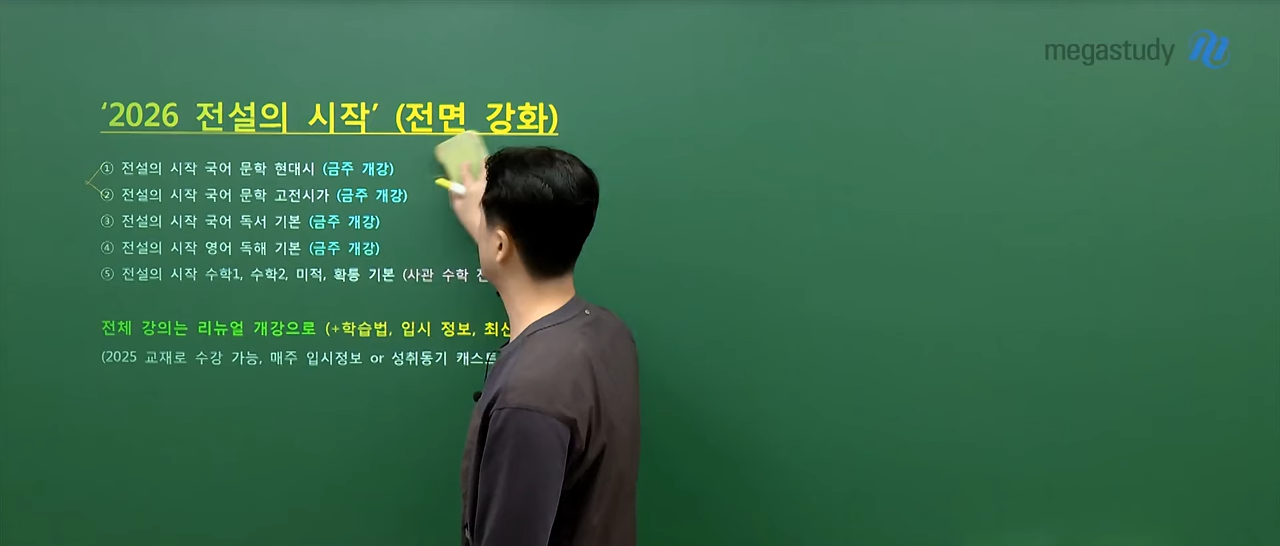 megastudy
‘2026 전설의 시작’ (전면 강화)
① 전설의 시작 국어 문학 현대시 (금주 개강)
② 전설의 시작 국어 문학 고전시가 (금주 개강)
③ 전설의 시작 국어 독서 기본 (금주 개강)
④ 전설의 시작 영어 독해 기본 (금주 개강)
⑤ 전설의 시작 수학1, 수학2, 미적, 확통 기본 (사관 수학
전체 강의는 리뉴얼 개강으로 (+학습법, 입시 정보, 최신
(2025 교재로 수강 가능, 매주 입시정보 or 성취동기 캐스트